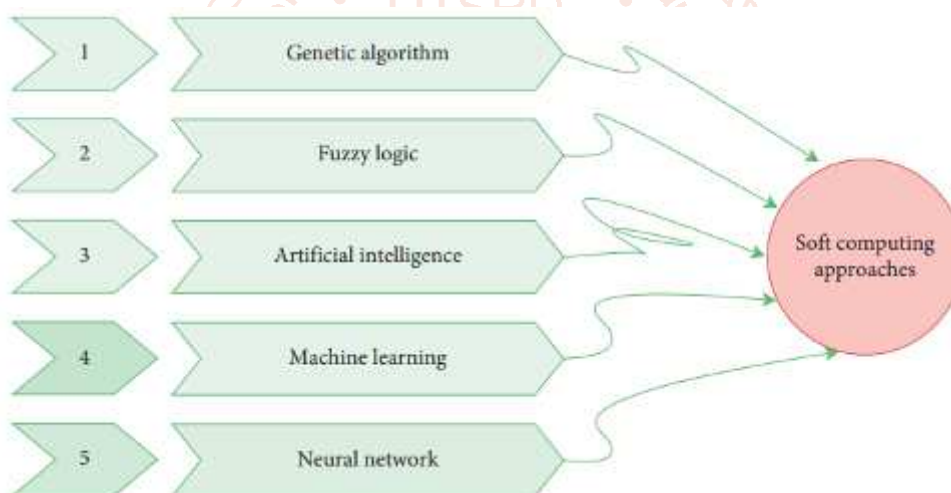 1
Genetic algorithm
2
Fuzzy logic
3
Artificial intelligence
4
Machine learning
5
Neural network
Soft computing
approaches